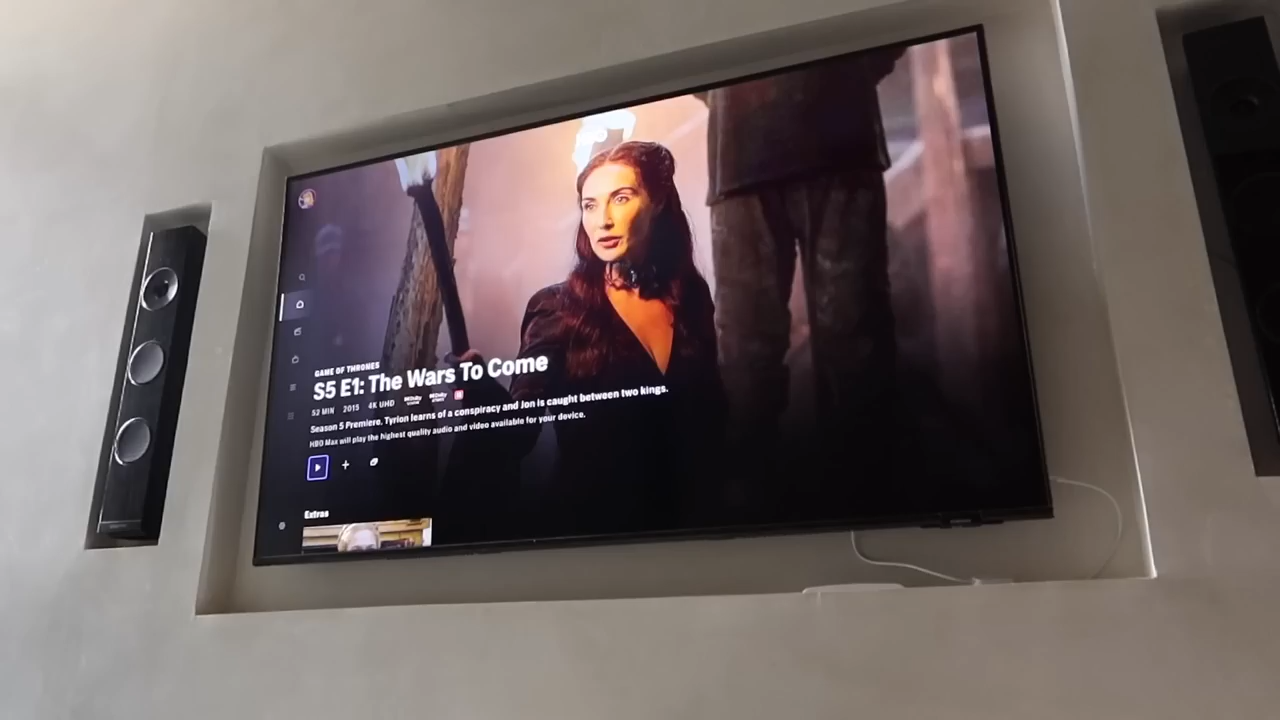 GAME OF THRONES
S5 E1: The Wars To Come
52 MIN 2015 4K UHD Dolby Dolby
Season 5 Premiere. Tyrion learns of a conspiracy and Jon is caught between two kings.
HBO Max will play the highest quality audio and video available for your device.
Extras